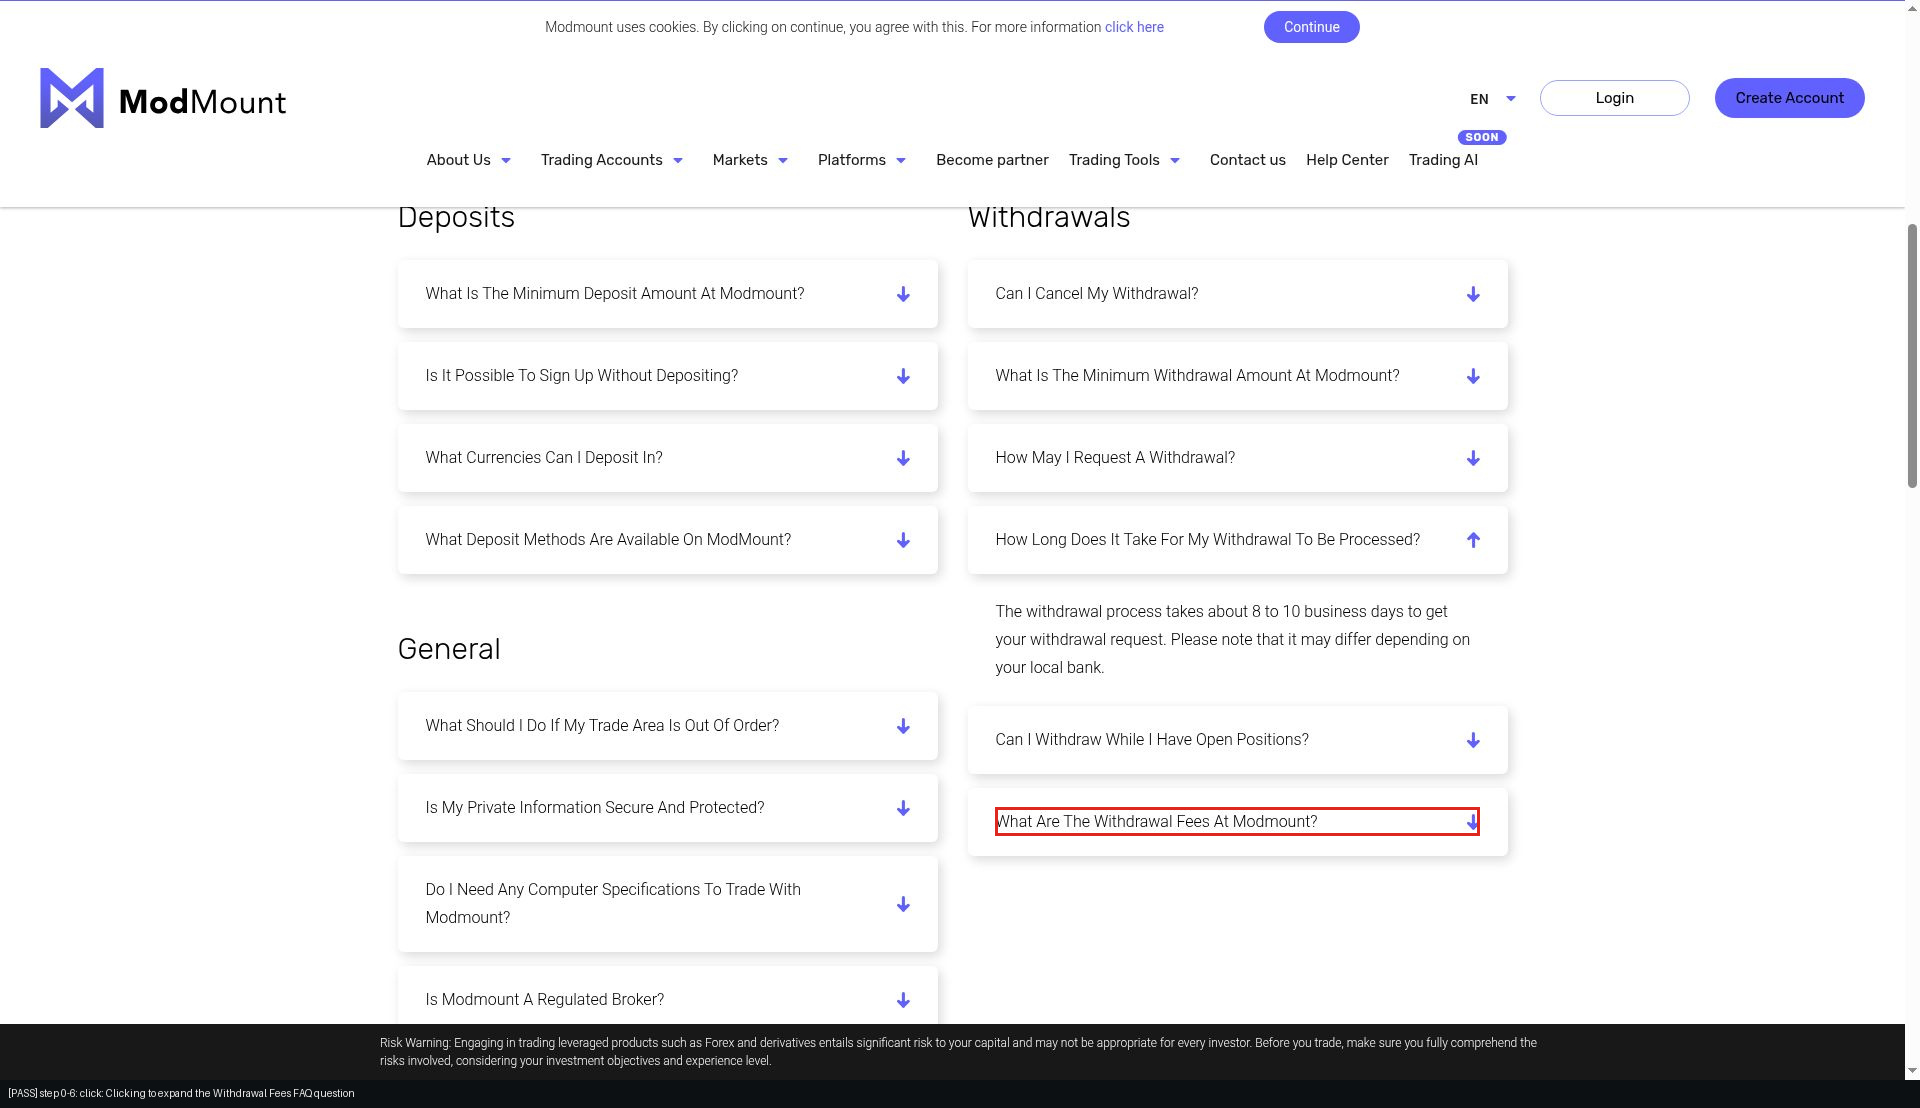 Modmount uses cookies. By clicking on continue, you agree with this. For more information click here
Continue
ModMount
EN
Login
Create Account
SOON
About Us
Trading Accounts
Markets
Platforms
Become partner
Trading Tools
Contact us
Help Center
Trading AI
Deposits
What Is The Minimum Deposit Amount At Modmount?
Is It Possible To Sign Up Without Depositing?
What Currencies Can I Deposit In?
What Deposit Methods Are Available On ModMount?
General
What Should I Do If My Trade Area Is Out Of Order?
Is My Private Information Secure And Protected?
Do I Need Any Computer Specifications To Trade With
Modmount?
Is Modmount A Regulated Broker?
Withdrawals
Can I Cancel My Withdrawal?
What Is The Minimum Withdrawal Amount At Modmount?
How May I Request A Withdrawal?
How Long Does It Take For My Withdrawal To Be Processed?
The withdrawal process takes about 8 to 10 business days to get
your withdrawal request. Please note that it may differ depending on
your local bank.
Can I Withdraw While I Have Open Positions?
What Are The Withdrawal Fees At Modmount?
Risk Warning: Engaging in trading leveraged products such as Forex and derivatives entails significant risk to your capital and may not be appropriate for every investor. Before you trade, make sure you fully comprehend the
risks involved, considering your investment objectives and experience level.
[PASS] step 0-6: click: Clicking to expand the Withdrawal Fees FAQ question